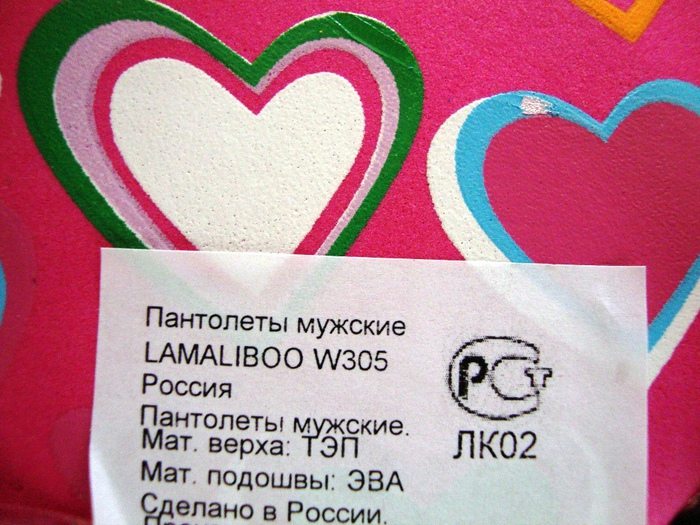 Пантолеты мужские
LAMALIBOO W305
Россия
Пантолеты мужские.
Мат. верха: ТЭП
Мат. подошвы: ЭВА
Сделано в России.
РСТ
ЛК02